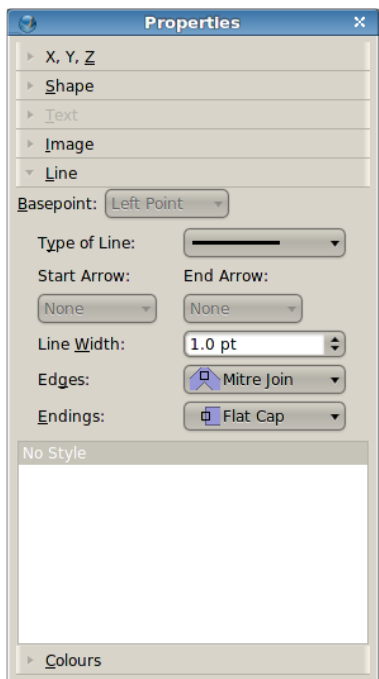 Properties
X, Y, Z
Shape
Text
Image
Line
Basepoint: Left Point
Type of Line:
Start Arrow: End Arrow:
None None
Line Width: 1.0 pt
Edges: Mitre Join
Endings: Flat Cap
No Style
Colours